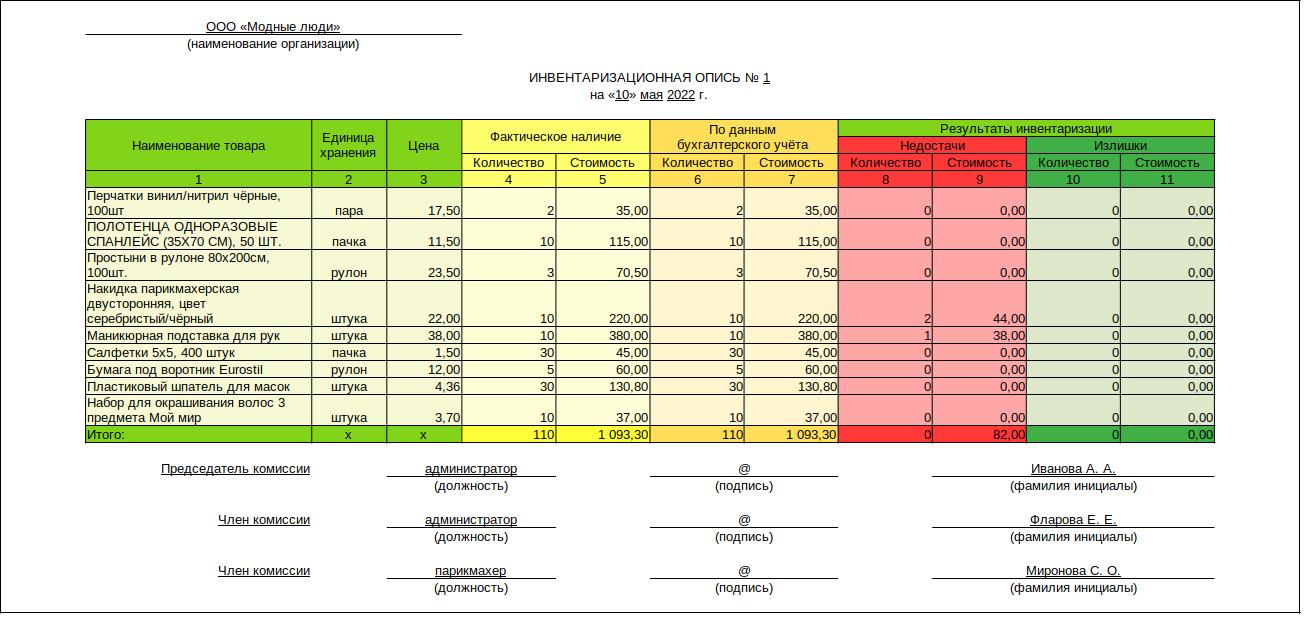 ООО «Модные люди»
(наименование организации)
ИНВЕНТАРИЗАЦИОННАЯ ОПИСЬ № 1
на «10» мая 2022 г.
Наименование товара Единица хранения Цена Фактическое наличие По данным бухгалтерского учёта Результаты инвентаризации
Недостачи Излишки
Количество Стоимость Количество Стоимость Количество Стоимость Количество Стоимость
1 2 3 4 5 6 7 8 9 10 11
Перчатки винил/нитрил чёрные,
100шт пара 17,50 2 35,00 2 35,00 0 0,00 0 0,00
ПОЛОТЕНЦА ОДНОРАЗОВЫЕ
СПАНЛЕЙС (35Х70 СМ), 50 ШТ. пачка 11,50 10 115,00 10 115,00 0 0,00 0 0,00
Простыни в рулоне 80х200см,
100шт. рулон 23,50 3 70,50 3 70,50 0 0,00 0 0,00
Накидка парикмахерская
двусторонняя, цвет
серебристый/чёрный штука 22,00 10 220,00 10 220,00 2 44,00 0 0,00
Маникюрная подставка для рук штука 38,00 10 380,00 10 380,00 1 38,00 0 0,00
Салфетки 5х5, 400 штук пачка 1,50 30 45,00 30 45,00 0 0,00 0 0,00
Бумага под воротник Eurostil рулон 12,00 5 60,00 5 60,00 0 0,00 0 0,00
Пластиковый шпатель для масок штука 4,36 30 130,80 30 130,80 0 0,00 0 0,00
Набор для окрашивания волос 3
предмета Мой мир штука 3,70 10 37,00 10 37,00 0 0,00 0 0,00
Итого: х х 110 1 093,30 110 1 093,30 0 82,00 0 0,00
Председатель комиссии администратор @ Иванова А. А.
(должность) (подпись) (фамилия инициалы)
Член комиссии администратор @ Фларова Е. Е.
(должность) (подпись) (фамилия инициалы)
Член комиссии парикмахер @ Миронова С. О.
(должность) (подпись) (фамилия инициалы)